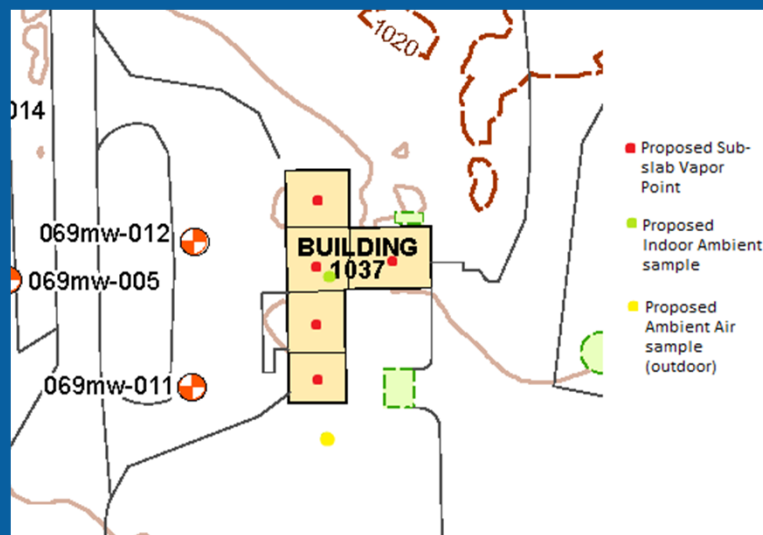 1020
014
069mw-012
BUILDING
1037
069mw-005
069mw-011
Proposed Sub-
slab Vapor
Point
Proposed
Indoor Ambient
sample
Proposed
Ambient Air
sample
(outdoor)